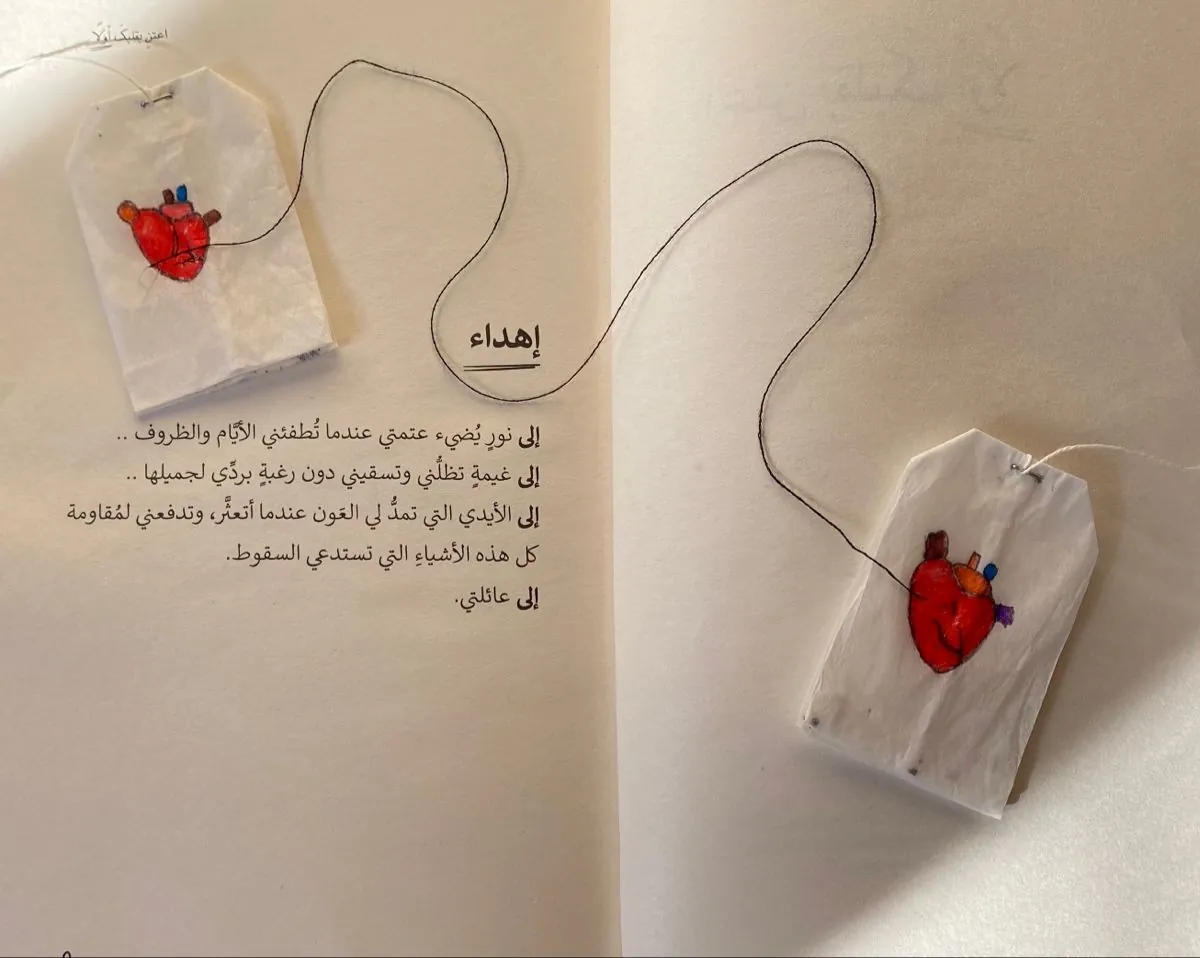 اعتنِ بقلبكَ أولًا
إهداء
إلى نورٍ يُضيء عتمتي عندما تُطفئني الأيَّام والظروف ..
إلى غيمةٍ تظلُّني وتسقيني دون رغبةٍ بردِّي لجميلها ..
إلى الأيدي التي تمدُّ لي العَون عندما أتعثَّر، وتدفعني لمُقاومة
كل هذه الأشياءِ التي تستدعي السقوط.
إلى عائلتي.